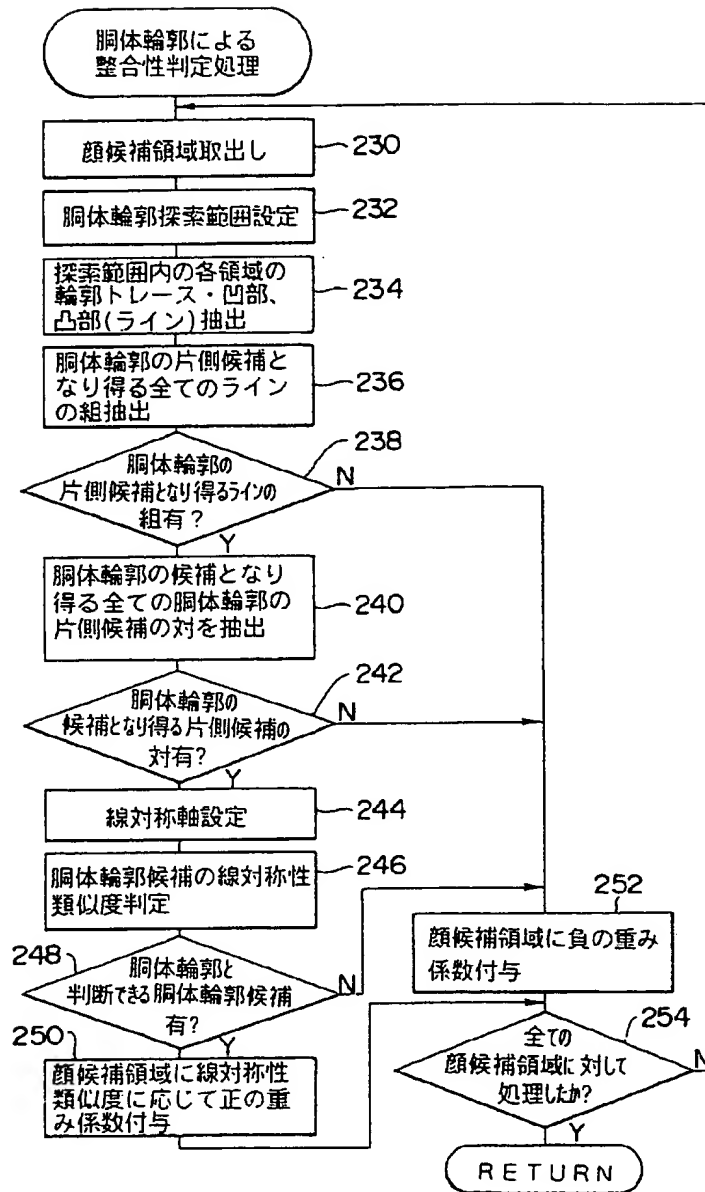 胴体輪郭による
整合性判定処理
顔候補領域取出し
230
胴体輪郭探索範囲設定
232
探索範囲内の各領域の
輪郭トレース・凹部、
凸部(ライン)抽出
234
胴体輪郭の片側候補と
なり得る全てのライン
の組抽出
236
238
胴体輪郭の
片側候補となり得るラインの
組有?
N
Y
胴体輪郭の候補となり
得る全ての胴体輪郭の
片側候補の対を抽出
240
242
胴体輪郭の
候補となり得る片側候補の
対有?
N
Y
線対称軸設定
244
246
胴体輪郭候補の線対称性
類似度判定
248
胴体輪郭と
判断できる胴体輪郭候補
有?
N
Y
250
顔候補領域に線対称性
類似度に応じて正の重
み係数付与
252
顔候補領域に負の重み
係数付与
254
全ての
顔候補領域に対して
処理したか?
N
Y
RETURN